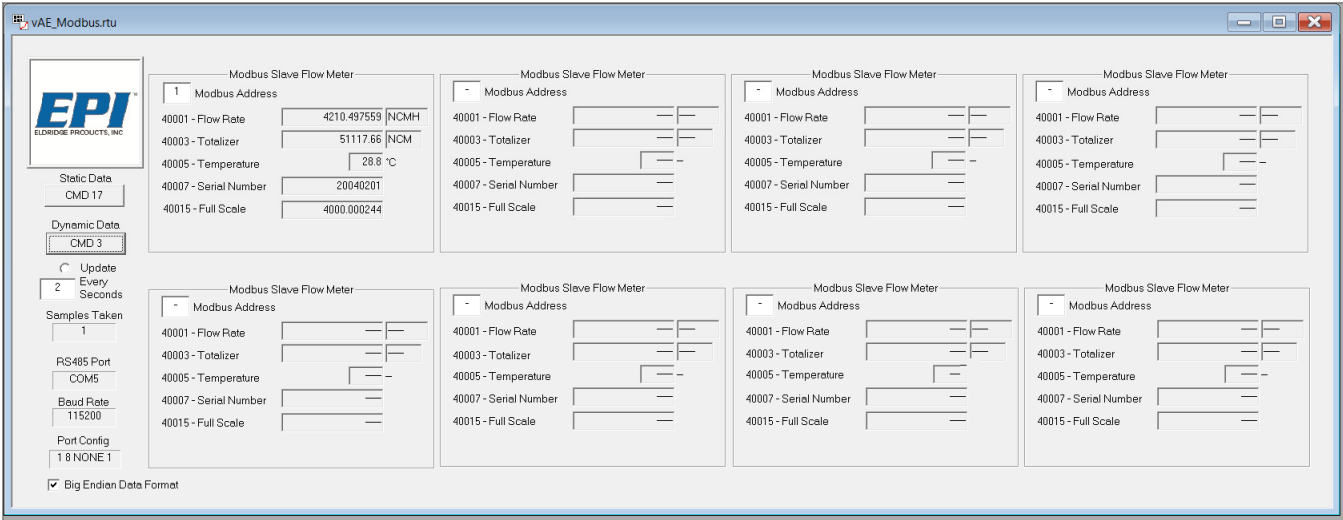 vAE_Modbus.rtu
EPI
ELDRIDGE PRODUCTS, INC
Static Data
CMD 17
Dynamic Data
CMD 3
Update
Every
2
Seconds
Samples Taken
1
RS485 Port
COM5
Baud Rate
115200
Port Config
1 8 NONE 1
Big Endian Data Format
Modbus Slave Flow Meter
1 Modbus Address
40001 - Flow Rate 4210.497559 NCMH
40003 - Totalizer 51117.66 NCM
40005 - Temperature 28.8 °C
40007 - Serial Number 20040201
40015 - Full Scale 4000.000244
Modbus Slave Flow Meter
- Modbus Address
40001 - Flow Rate — —
40003 - Totalizer — —
40005 - Temperature — –
40007 - Serial Number —
40015 - Full Scale —
Modbus Slave Flow Meter
- Modbus Address
40001 - Flow Rate — —
40003 - Totalizer — —
40005 - Temperature — –
40007 - Serial Number —
40015 - Full Scale —
Modbus Slave Flow Meter
- Modbus Address
40001 - Flow Rate — —
40003 - Totalizer — —
40005 - Temperature — –
40007 - Serial Number —
40015 - Full Scale —
Modbus Slave Flow Meter
- Modbus Address
40001 - Flow Rate — —
40003 - Totalizer — —
40005 - Temperature — –
40007 - Serial Number —
40015 - Full Scale —
Modbus Slave Flow Meter
- Modbus Address
40001 - Flow Rate — —
40003 - Totalizer — —
40005 - Temperature — –
40007 - Serial Number —
40015 - Full Scale —
Modbus Slave Flow Meter
- Modbus Address
40001 - Flow Rate — —
40003 - Totalizer — —
40005 - Temperature —
40007 - Serial Number —
40015 - Full Scale —
Modbus Slave Flow Meter
- Modbus Address
40001 - Flow Rate — —
40003 - Totalizer — —
40005 - Temperature — –
40007 - Serial Number —
40015 - Full Scale —